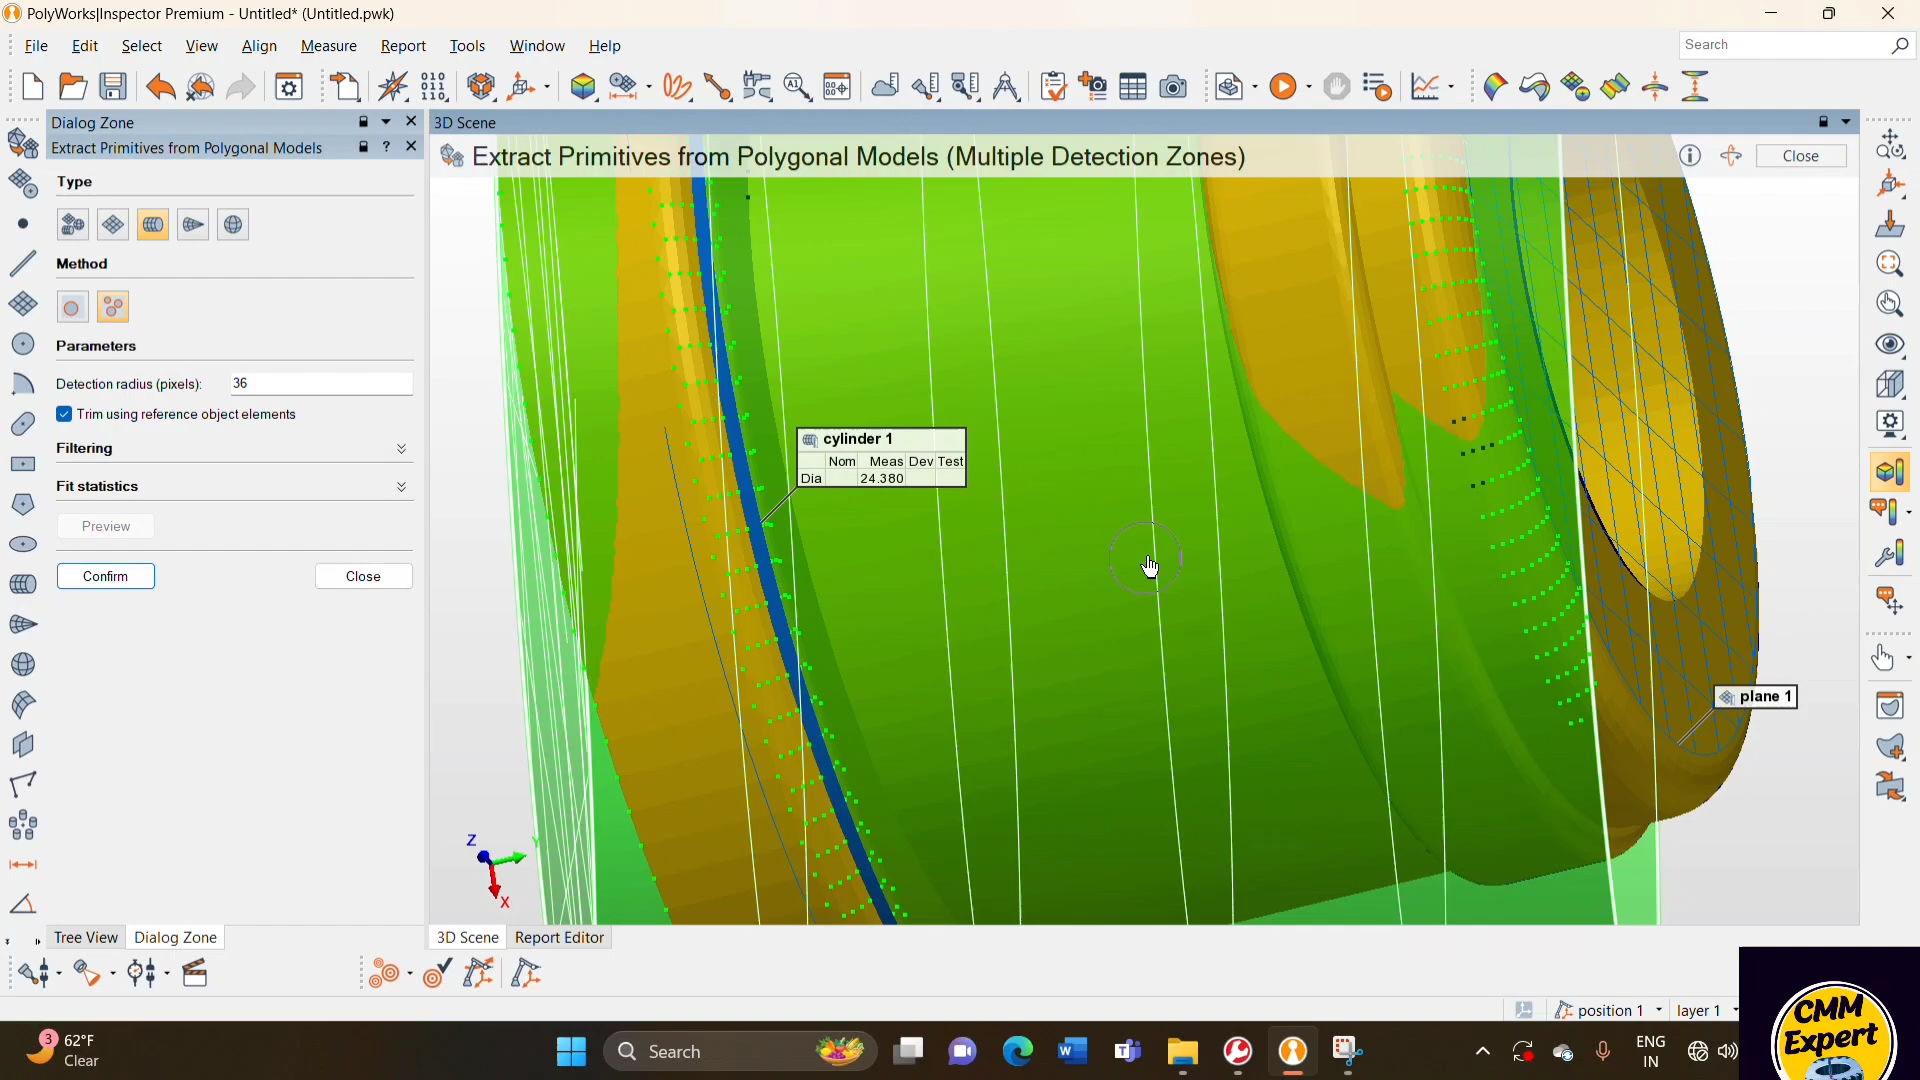 PolyWorks|Inspector Premium - Untitled* (Untitled.pwk)
File Edit Select View Align Measure Report Tools Window Help
Search
Dialog Zone
3D Scene
Extract Primitives from Polygonal Models
Extract Primitives from Polygonal Models (Multiple Detection Zones)
Close
Type
Method
Parameters
Detection radius (pixels): 36
Trim using reference object elements
Filtering
Fit statistics
Preview
Confirm Close
cylinder 1
Nom Meas Dev Test
Dia 24.380
plane 1
Z
Y
X
Tree View Dialog Zone
3D Scene Report Editor
position 1 layer 1
CMM
Expert
3
62°F
Clear
Search
ENG
IN